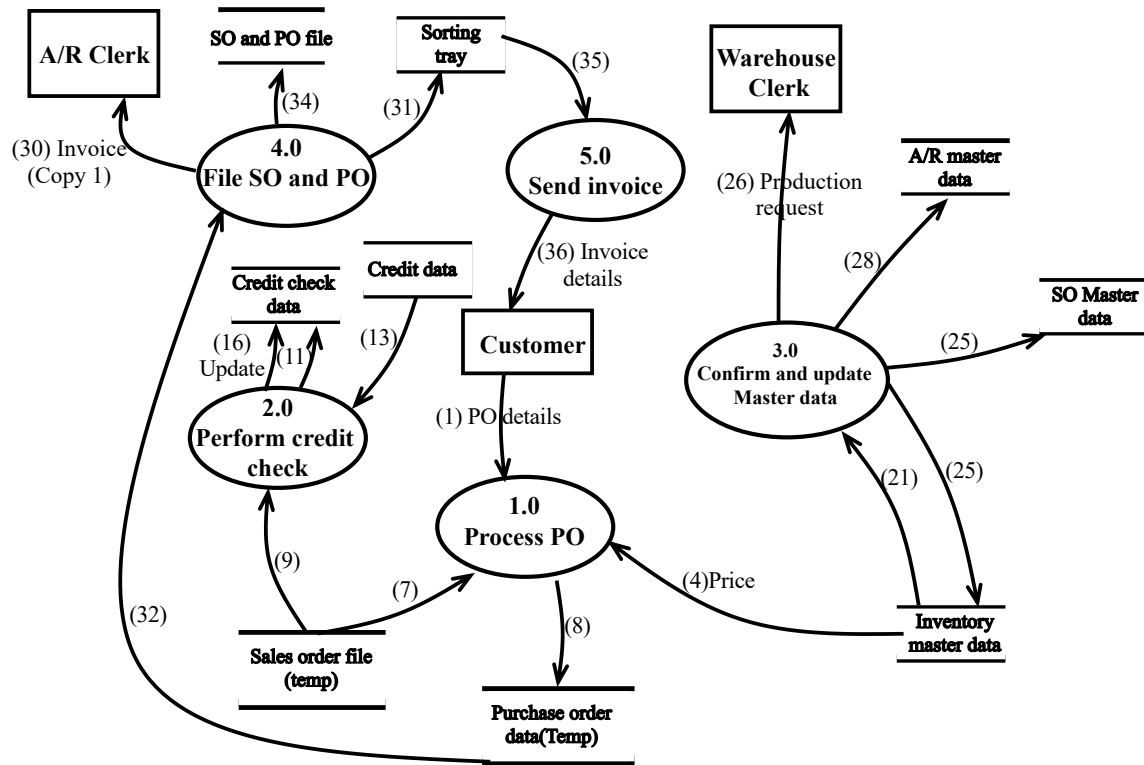 A/R Clerk
SO and PO file
Sorting
tray
(35)
Warehouse
Clerk
(34)
(31)
(30) Invoice
(Copy 1)
4.0
File SO and PO
5.0
Send invoice
A/R master
data
(26) Production
request
(36) Invoice
details
Credit check
data
Credit data
(28)
SO Master
data
(16)
Update
(11)
(13)
Customer
3.0
Confirm and update
Master data
(25)
2.0
Perform credit
check
(1) PO details
(21)
(25)
1.0
Process PO
(9)
(7)
(4)Price
(32)
(8)
Inventory
master data
Sales order file
(temp)
Purchase order
data(Temp)